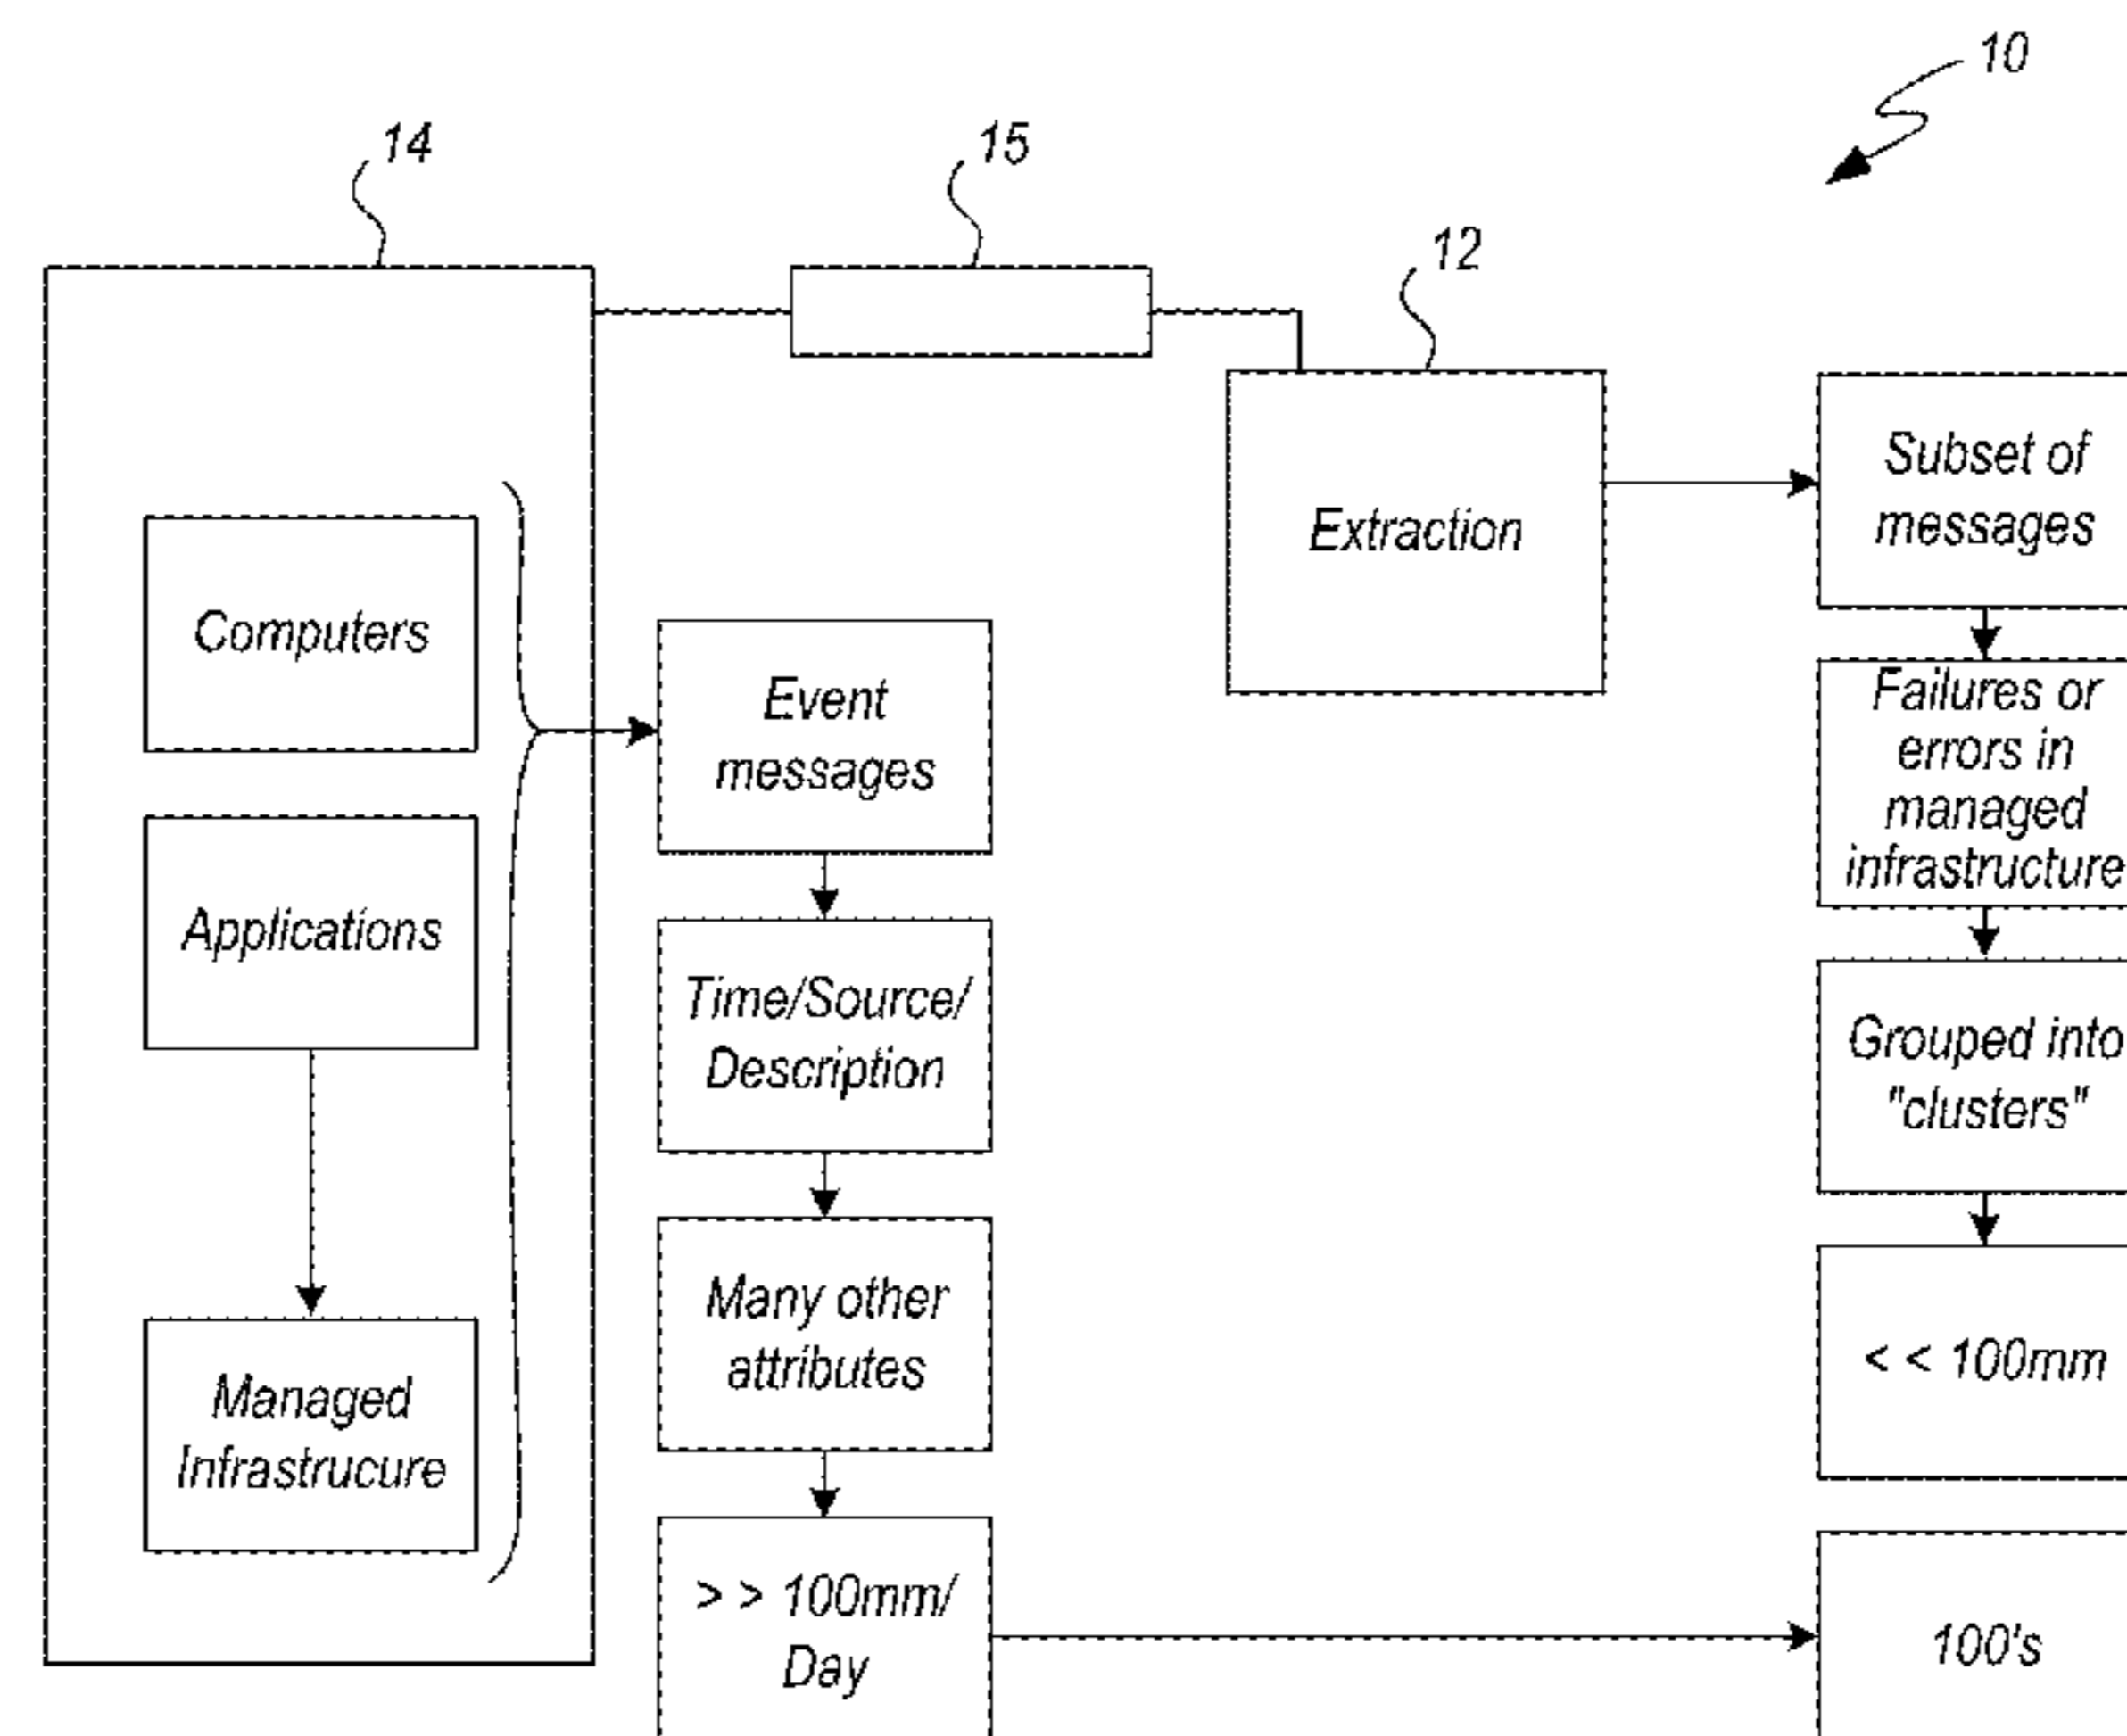 10
14
15
12
Computers
Applications
Managed
Infrastrucure
Event
messages
Time/Source/
Description
Many other
attributes
> > 100mm/
Day
Extraction
Subset of
messages
Failures or
errors in
managed
infrastructure
Grouped into
"clusters"
< < 100mm
100's